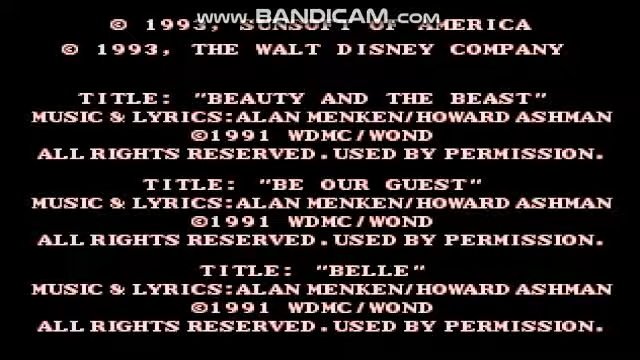 www.BANDICAM.com
© 1993, SUNSOFT OF AMERICA
© 1993, THE WALT DISNEY COMPANY
TITLE: "BEAUTY AND THE BEAST"
MUSIC & LYRICS:ALAN MENKEN/HOWARD ASHMAN
©1991 WDMC/WOND
ALL RIGHTS RESERVED.USED BY PERMISSION.
TITLE: "BE OUR GUEST"
MUSIC & LYRICS:ALAN MENKEN/HOWARD ASHMAN
©1991 WDMC/WOND
ALL RIGHTS RESERVED.USED BY PERMISSION.
TITLE: "BELLE"
MUSIC & LYRICS:ALAN MENKEN/HOWARD ASHMAN
©1991 WDMC/WOND
ALL RIGHTS RESERVED.USED BY PERMISSION.